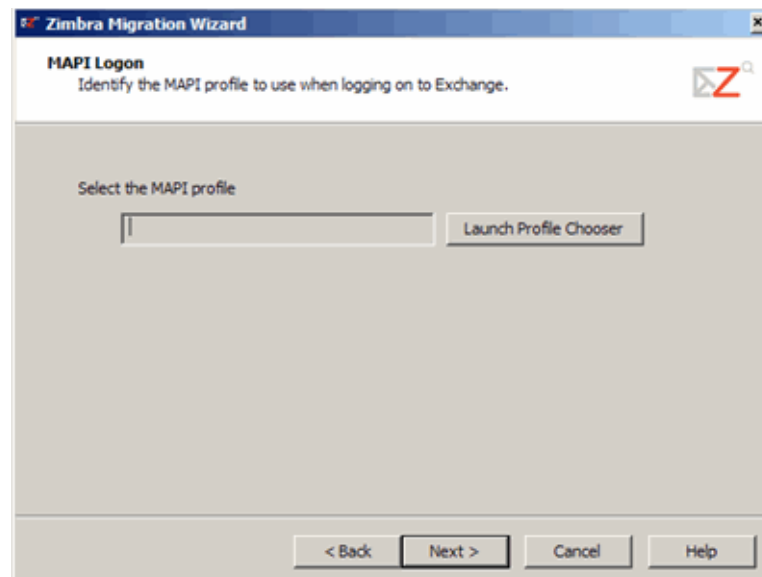 Zimbra Migration Wizard
MAPI Logon
Identify the MAPI profile to use when logging on to Exchange.
Z
Select the MAPI profile
Launch Profile Chooser
< Back
Next >
Cancel
Help